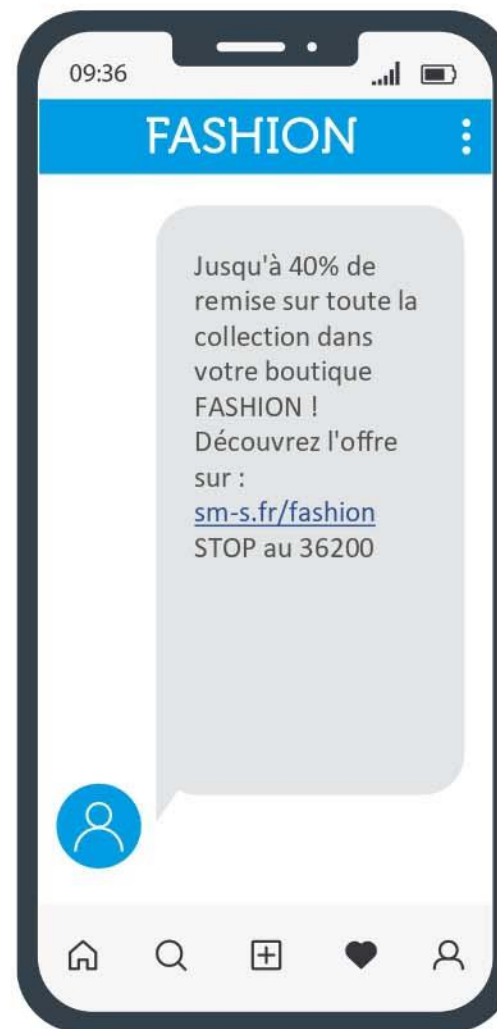 09:36
FASHION
Jusqu'à 40% de
remise sur toute la
collection dans
votre boutique
FASHION !
Découvrez l'offre
sur :
sm-s.fr/fashion
STOP au 36200